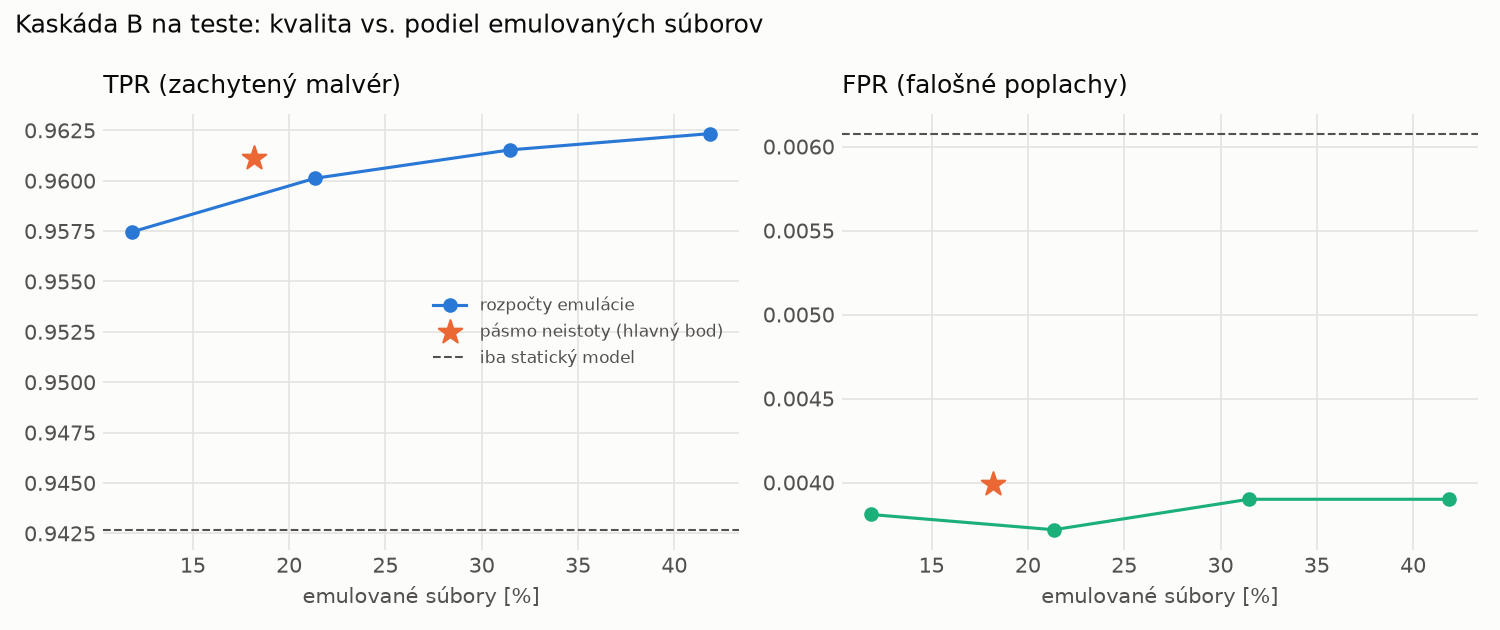 Kaskáda B na teste: kvalita vs. podiel emulovaných súborov
TPR (zachytený malvér)
0.9625
0.9600
0.9575
0.9550
0.9525
0.9500
0.9475
0.9450
0.9425
rozpočty emulácie
pásmo neistoty (hlavný bod)
iba statický model
15 20 25 30 35 40
emulované súbory [%]
FPR (falošné poplachy)
0.0060
0.0055
0.0050
0.0045
0.0040
15 20 25 30 35 40
emulované súbory [%]